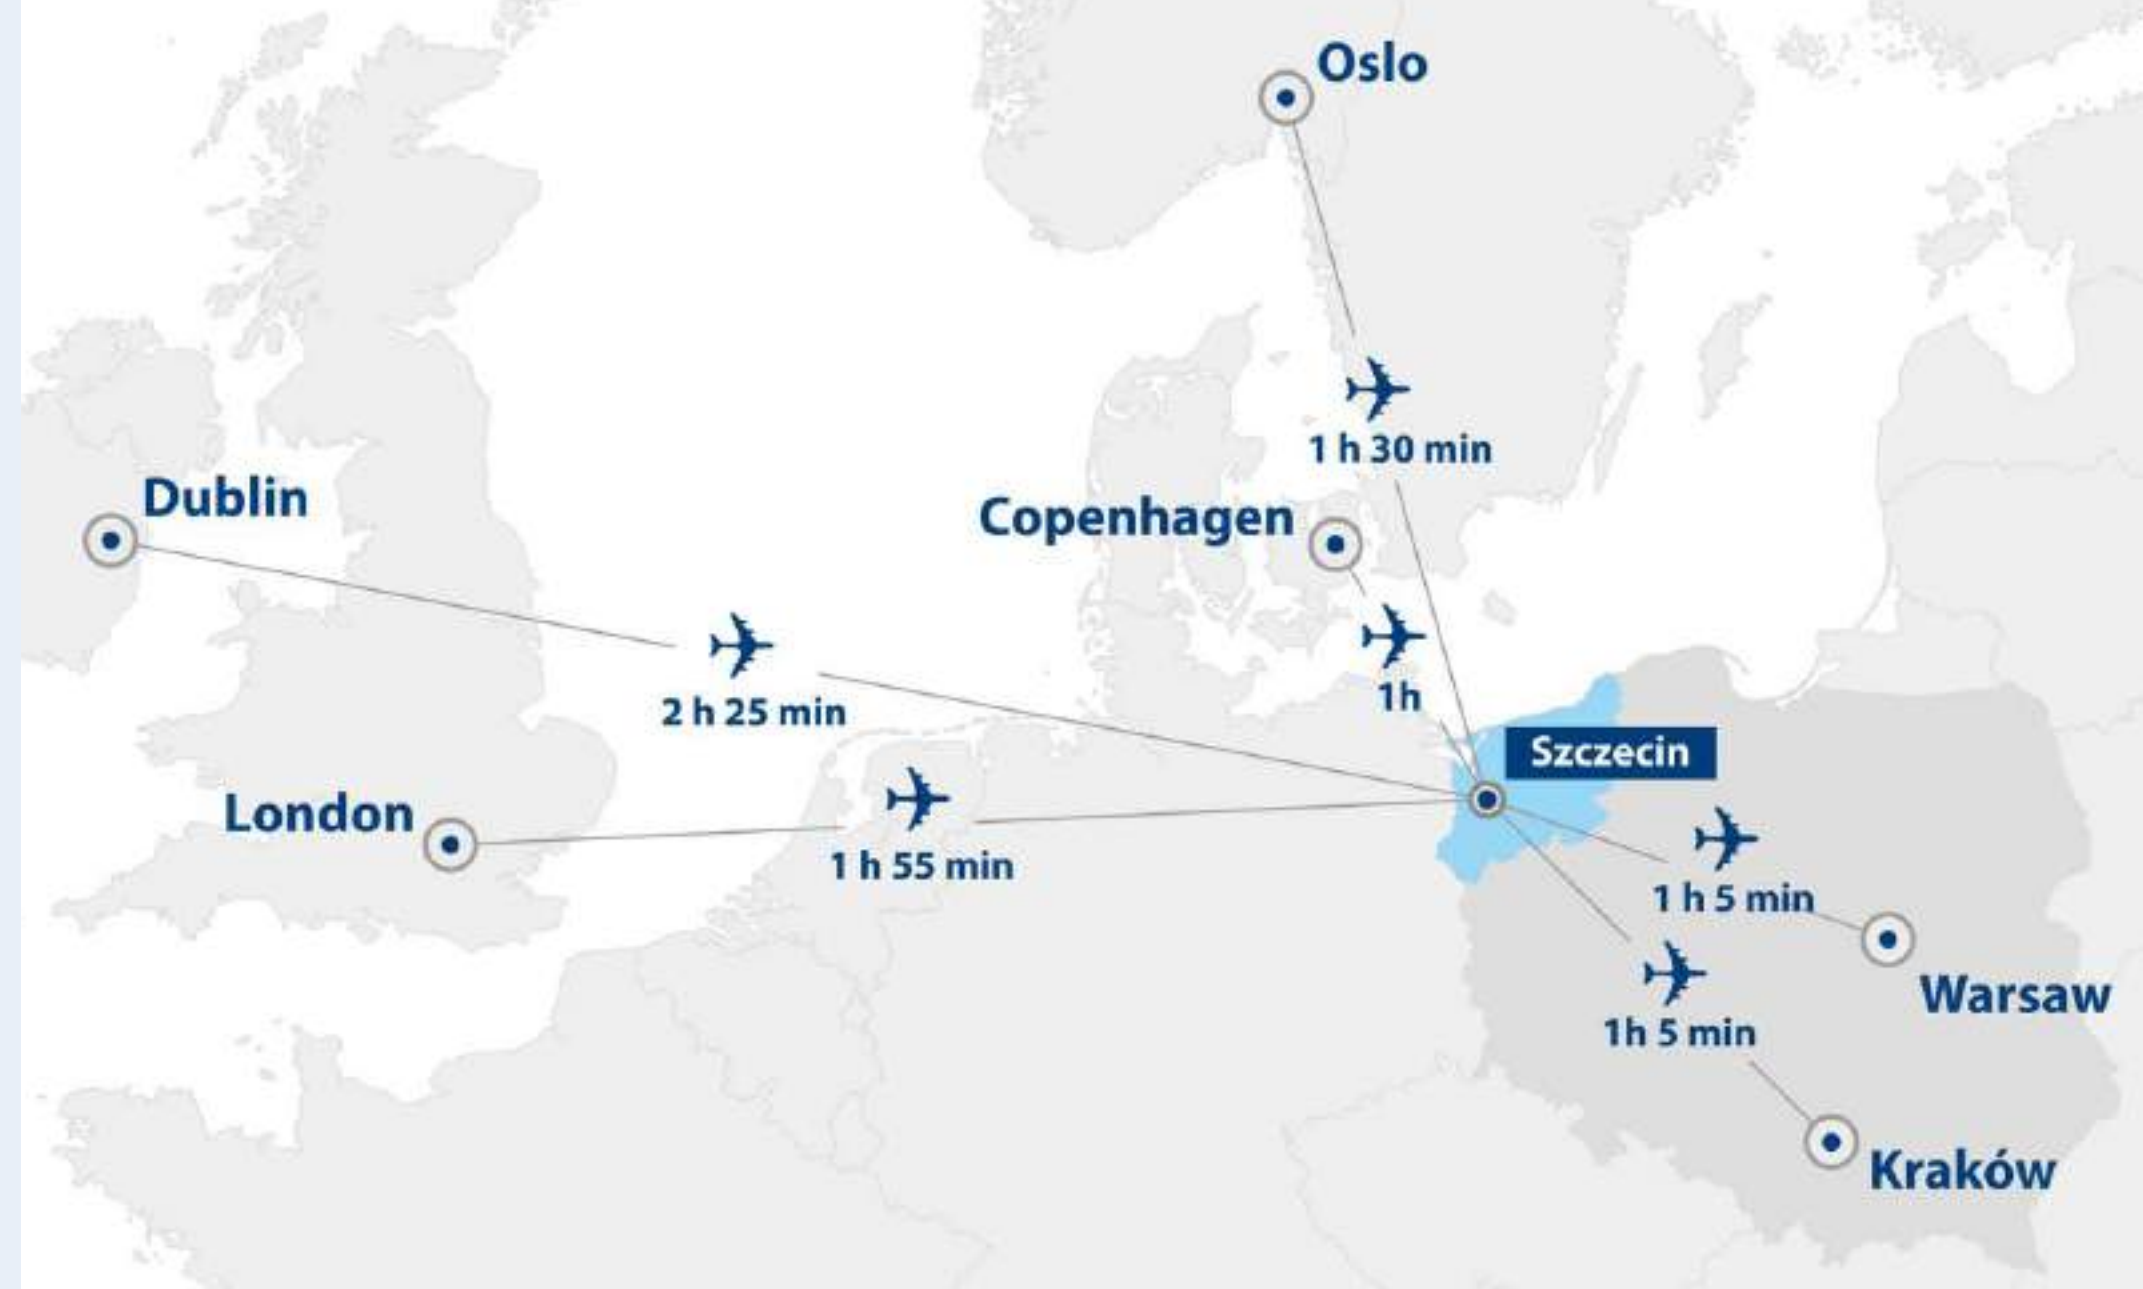 Oslo
1 h 30 min
Dublin
Copenhagen
1h
2 h 25 min
Szczecin
London
1 h 55 min
1 h 5 min
Warsaw
1h 5 min
Kraków